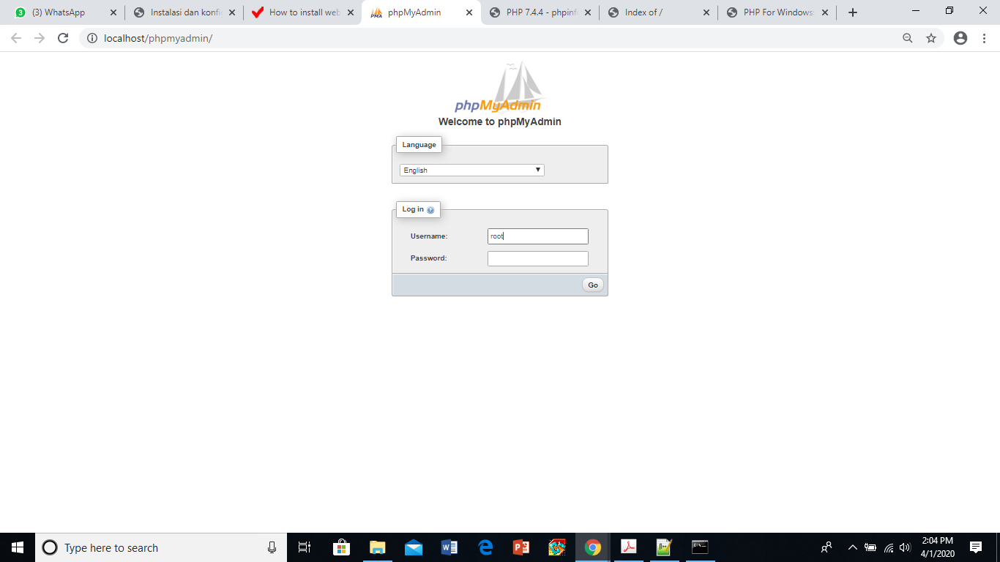 (3) WhatsApp
Instalasi dan konfi
How to install web
phpMyAdmin
PHP 7.4.4 - phpinf
Index of /
PHP For Windows
localhost/phpmyadmin/
phpMyAdmin
Welcome to phpMyAdmin
Language
English
Log in
Username:
root
Password:
Go
Type here to search
2:04 PM
4/1/2020